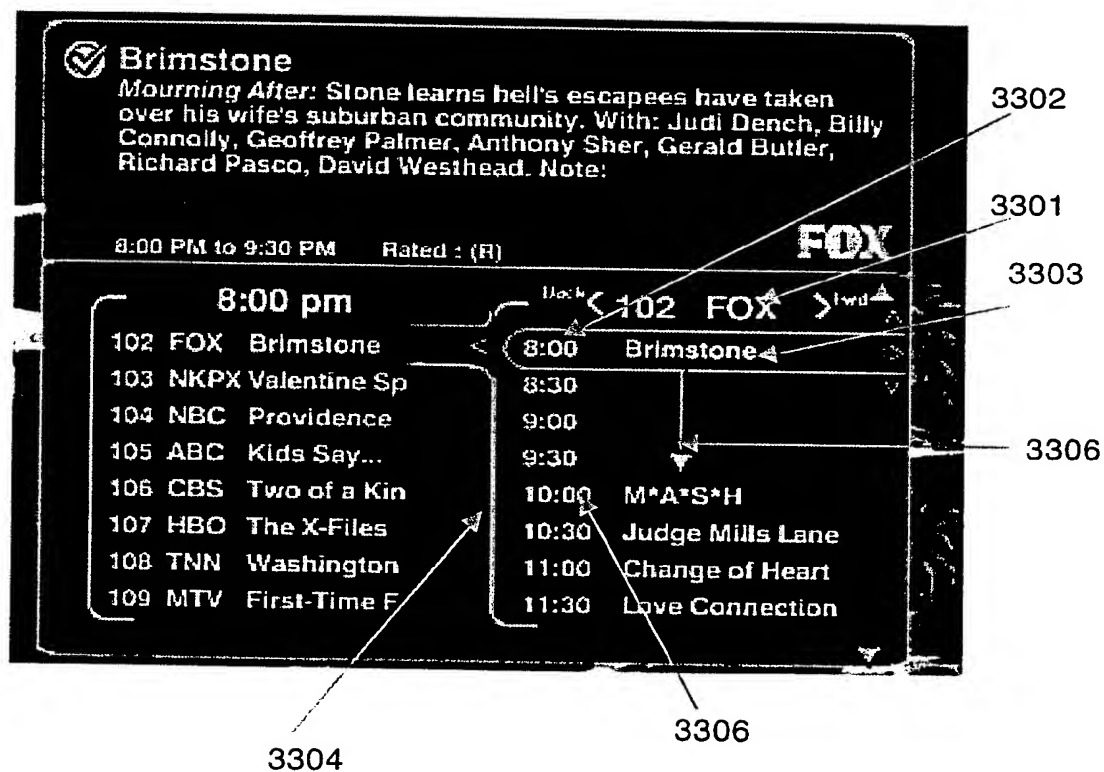 Brimstone
Mourning After: Stone learns hell's escapees have taken
over his wife's suburban community. With: Judi Dench, Billy
Connolly, Geoffrey Palmer, Anthony Sher, Gerald Butler,
Richard Pasco, David Westhead. Note:
8:00 PM to 9:30 PM Rated : (R)
FOX
8:00 pm
102 FOX Brimstone
103 NKPX Valentine Sp
104 NBC Providence
105 ABC Kids Say...
106 CBS Two of a Kin
107 HBO The X-Files
108 TNN Washington
109 MTV First-Time F
Back < 102 FOX > Fwd
8:00 Brimstone
8:30
9:00
9:30
10:00 M*A*S*H
10:30 Judge Mills Lane
11:00 Change of Heart
11:30 Love Connection
3302
3301
3303
3306
3306
3304